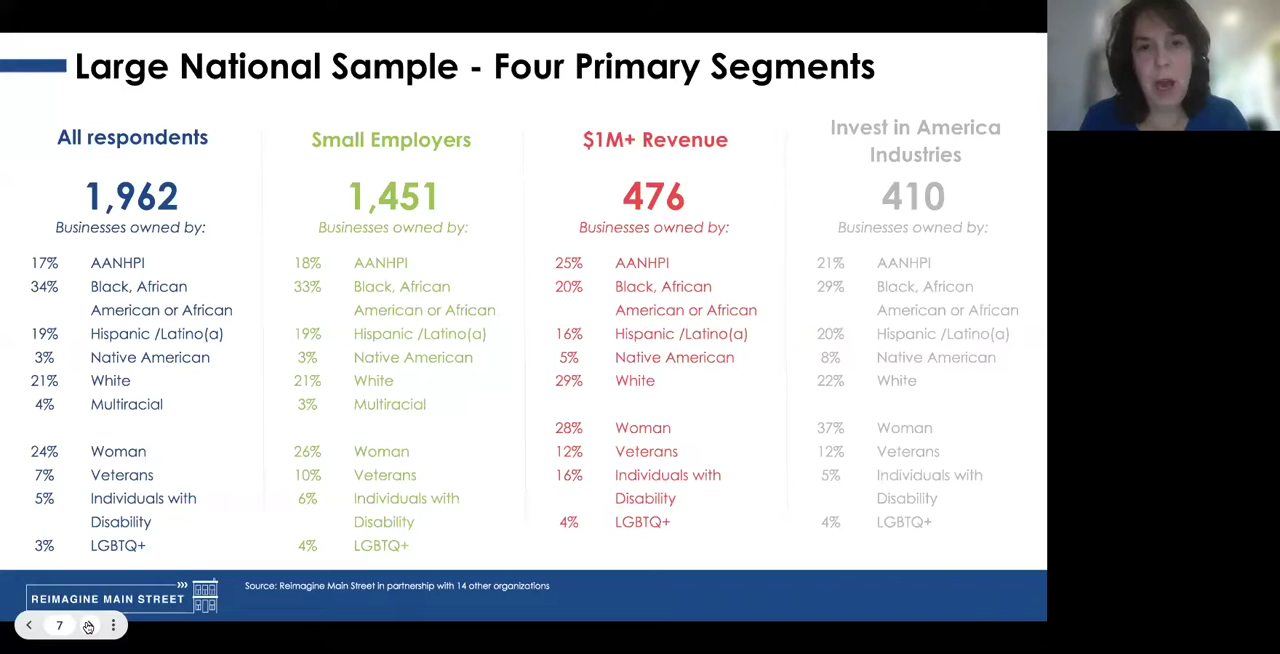 Large National Sample - Four Primary Segments
All respondents
1,962
Businesses owned by:
17% AANHPI
34% Black, African
American or African
19% Hispanic /Latino(a)
3% Native American
21% White
4% Multiracial
24% Woman
7% Veterans
5% Individuals with
Disability
3% LGBTQ+
Small Employers
1,451
Businesses owned by:
18% AANHPI
33% Black, African
American or African
19% Hispanic /Latino(a)
3% Native American
21% White
3% Multiracial
26% Woman
10% Veterans
6% Individuals with
Disability
4% LGBTQ+
$1M+ Revenue
476
Businesses owned by:
25% AANHPI
20% Black, African
American or African
16% Hispanic /Latino(a)
5% Native American
29% White
28% Woman
12% Veterans
16% Individuals with
Disability
4% LGBTQ+
Invest in America
Industries
410
Businesses owned by:
21% AANHPI
29% Black, African
American or African
20% Hispanic /Latino(a)
8% Native American
22% White
37% Woman
12% Veterans
5% Individuals with
Disability
4% LGBTQ+
REIMAGINE MAIN STREET
Source: Reimagine Main Street in partnership with 14 other organizations
7